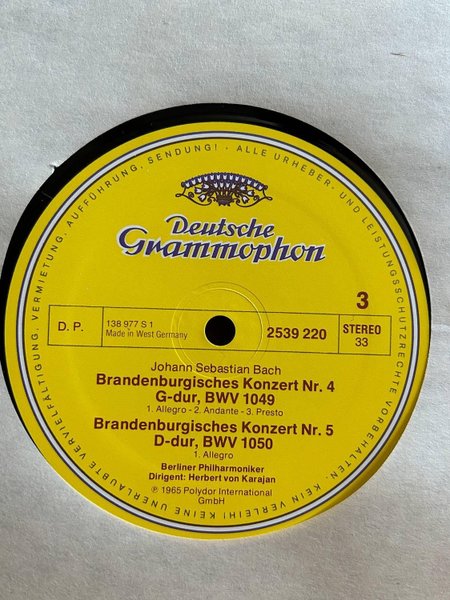 ALLE URHEBER- UND LEISTUNGSSCHUTZRECHTE VORBEHALTEN. KEIN VERLEIH! KEINE UNERLAUBTE VERVIELFÄLTIGUNG, VERMIETUNG, AUFFÜHRUNG, SENDUNG! -
Deutsche
Grammophon
3
D. P.
138 977 S 1
Made in West Germany
2539 220
STEREO
33
Johann Sebastian Bach
Brandenburgisches Konzert Nr. 4
G-dur, BWV 1049
1. Allegro - 2. Andante - 3. Presto
Brandenburgisches Konzert Nr. 5
D-dur, BWV 1050
1. Allegro
Berliner Philharmoniker
Dirigent: Herbert von Karajan
℗ 1965 Polydor International
GmbH